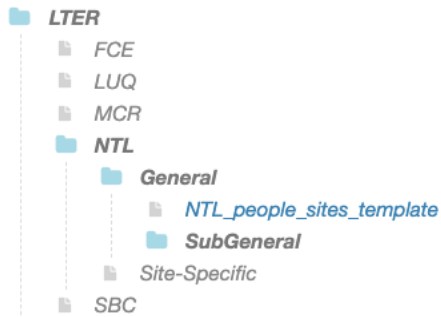 LTER
FCE
LUQ
MCR
NTL
General
NTL_people_sites_template
SubGeneral
Site-Specific
SBC